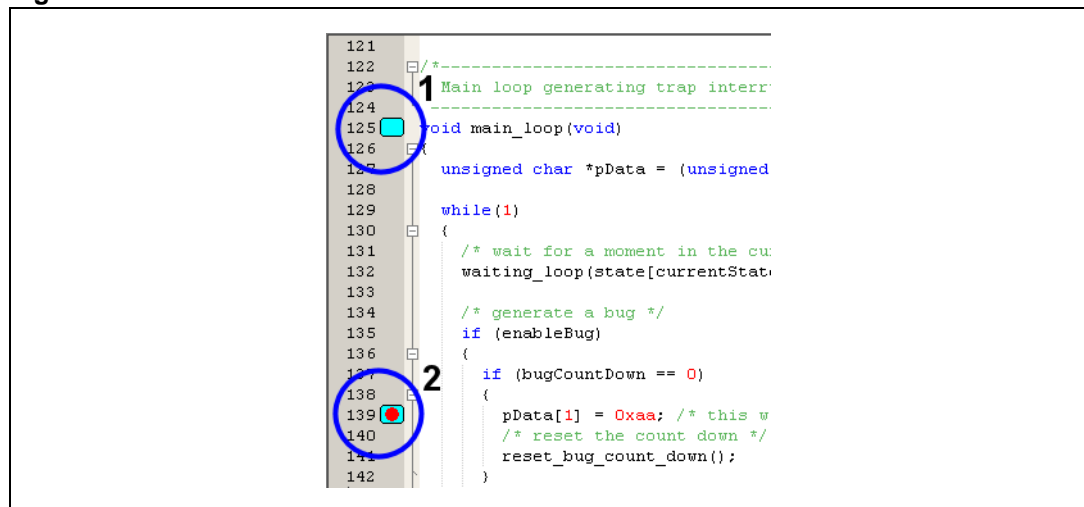 121
122 /*--------------------------------
123 Main loop generating trap interr
124 --------------------------------
125 void main_loop(void)
126 {
127 unsigned char *pData = (unsigned
128
129 while(1)
130 {
131 /* wait for a moment in the cu
132 waiting_loop(state[currentStat
133
134 /* generate a bug */
135 if (enableBug)
136 {
137 if (bugCountDown == 0)
138 {
139 pData[1] = 0xaa; /* this w
140 /* reset the count down */
141 reset_bug_count_down();
142 }
1
2